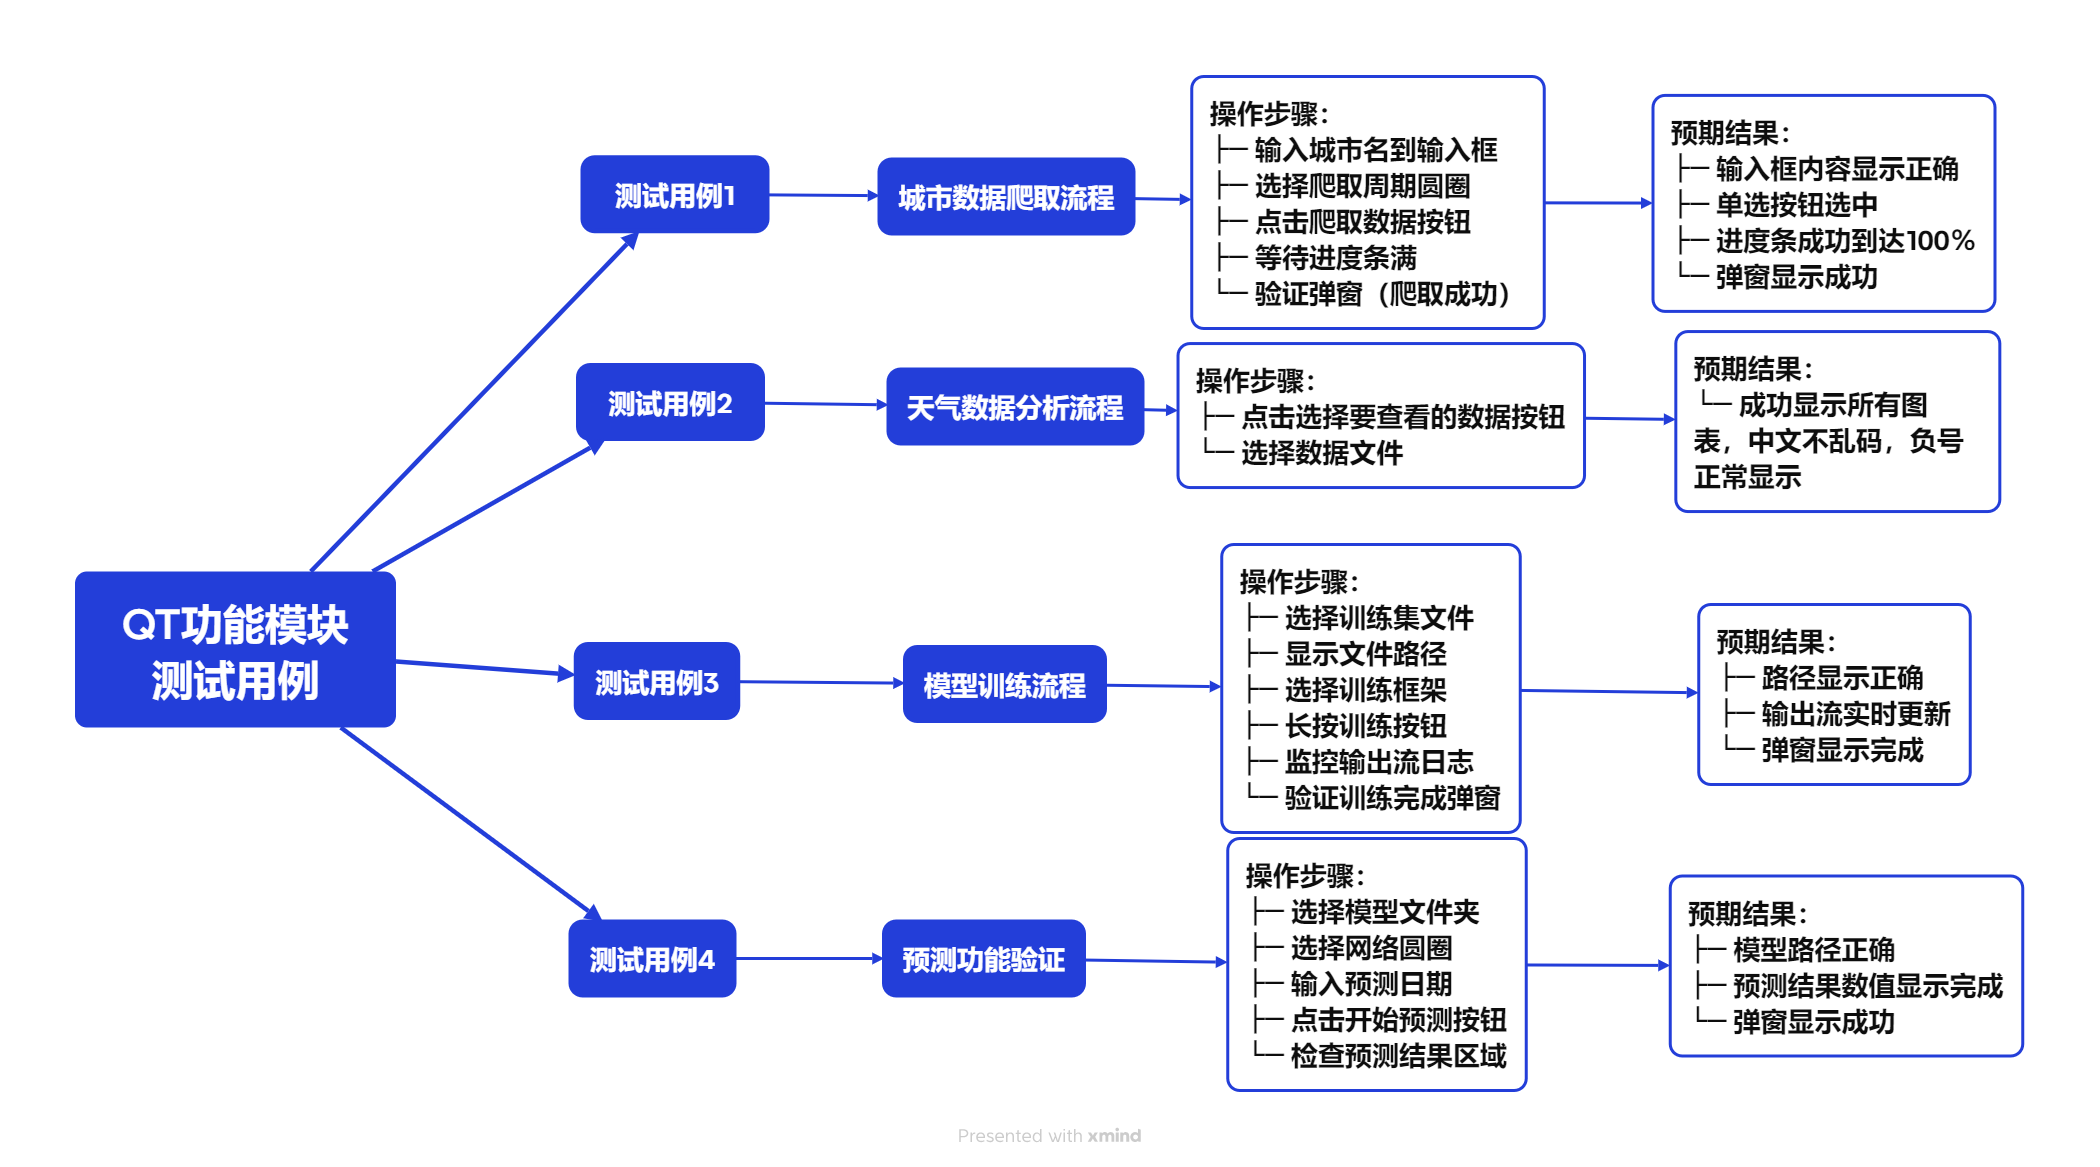 QT功能模块
测试用例
测试用例1
城市数据爬取流程
操作步骤：
├─ 输入城市名到输入框
├─ 选择爬取周期圆圈
├─ 点击爬取数据按钮
├─ 等待进度条满
└─ 验证弹窗（爬取成功）
预期结果：
├─ 输入框内容显示正确
├─ 单选按钮选中
├─ 进度条成功到达100%
└─ 弹窗显示成功
测试用例2
天气数据分析流程
操作步骤：
├─ 点击选择要查看的数据按钮
└─ 选择数据文件
预期结果：
└─ 成功显示所有图
表，中文不乱码，负号
正常显示
测试用例3
模型训练流程
操作步骤：
├─ 选择训练集文件
├─ 显示文件路径
├─ 选择训练框架
├─ 长按训练按钮
├─ 监控输出流日志
└─ 验证训练完成弹窗
预期结果：
├─ 路径显示正确
├─ 输出流实时更新
└─ 弹窗显示完成
测试用例4
预测功能验证
操作步骤：
├─ 选择模型文件夹
├─ 选择网络圆圈
├─ 输入预测日期
├─ 点击开始预测按钮
└─ 检查预测结果区域
预期结果：
├─ 模型路径正确
├─ 预测结果数值显示完成
└─ 弹窗显示成功
Presented with xmind